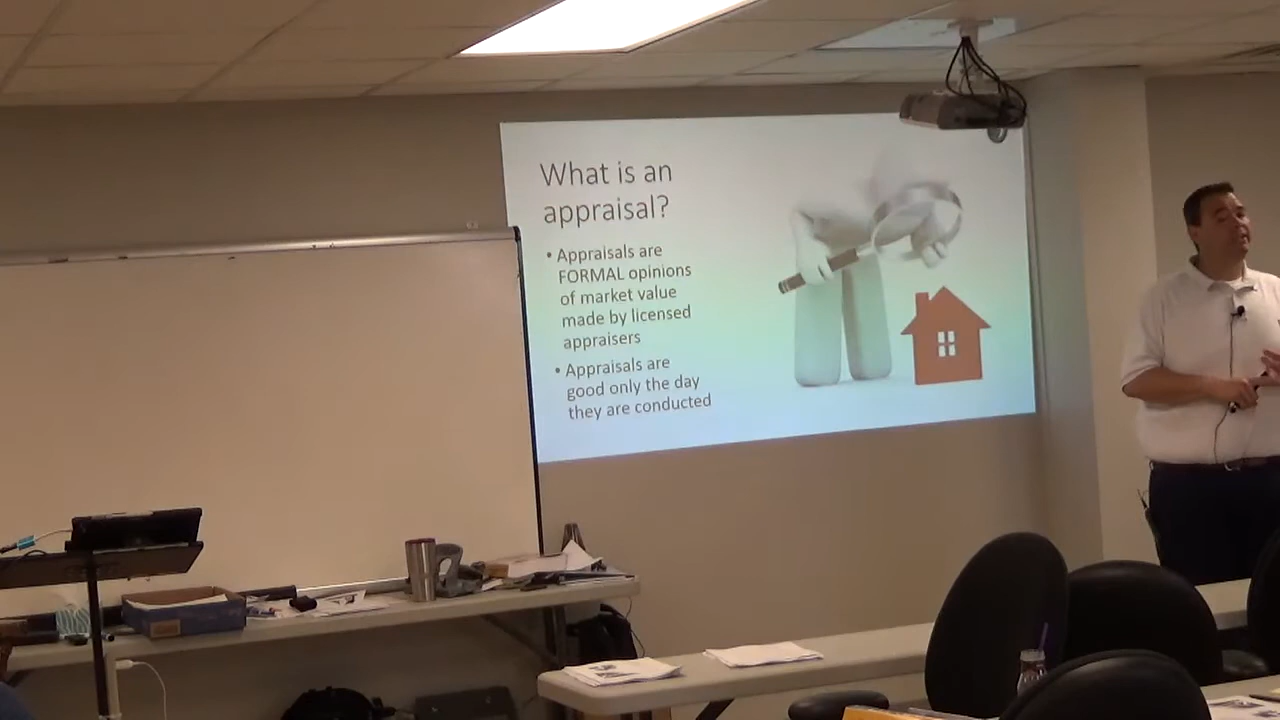 What is an
appraisal?
• Appraisals are
FORMAL opinions
of market value
made by licensed
appraisers
• Appraisals are
good only the day
they are conducted